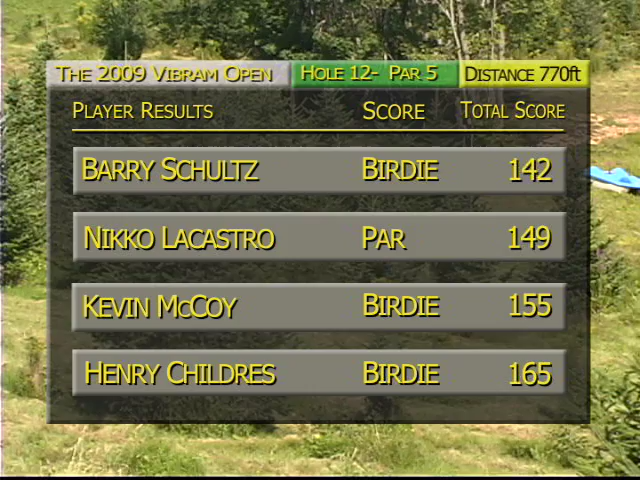 The 2009 Vibram Open Hole 12- Par 5 Distance 770ft
Player Results Score Total Score
Barry Schultz Birdie 142
Nikko Lacastro Par 149
Kevin McCoy Birdie 155
Henry Childres Birdie 165